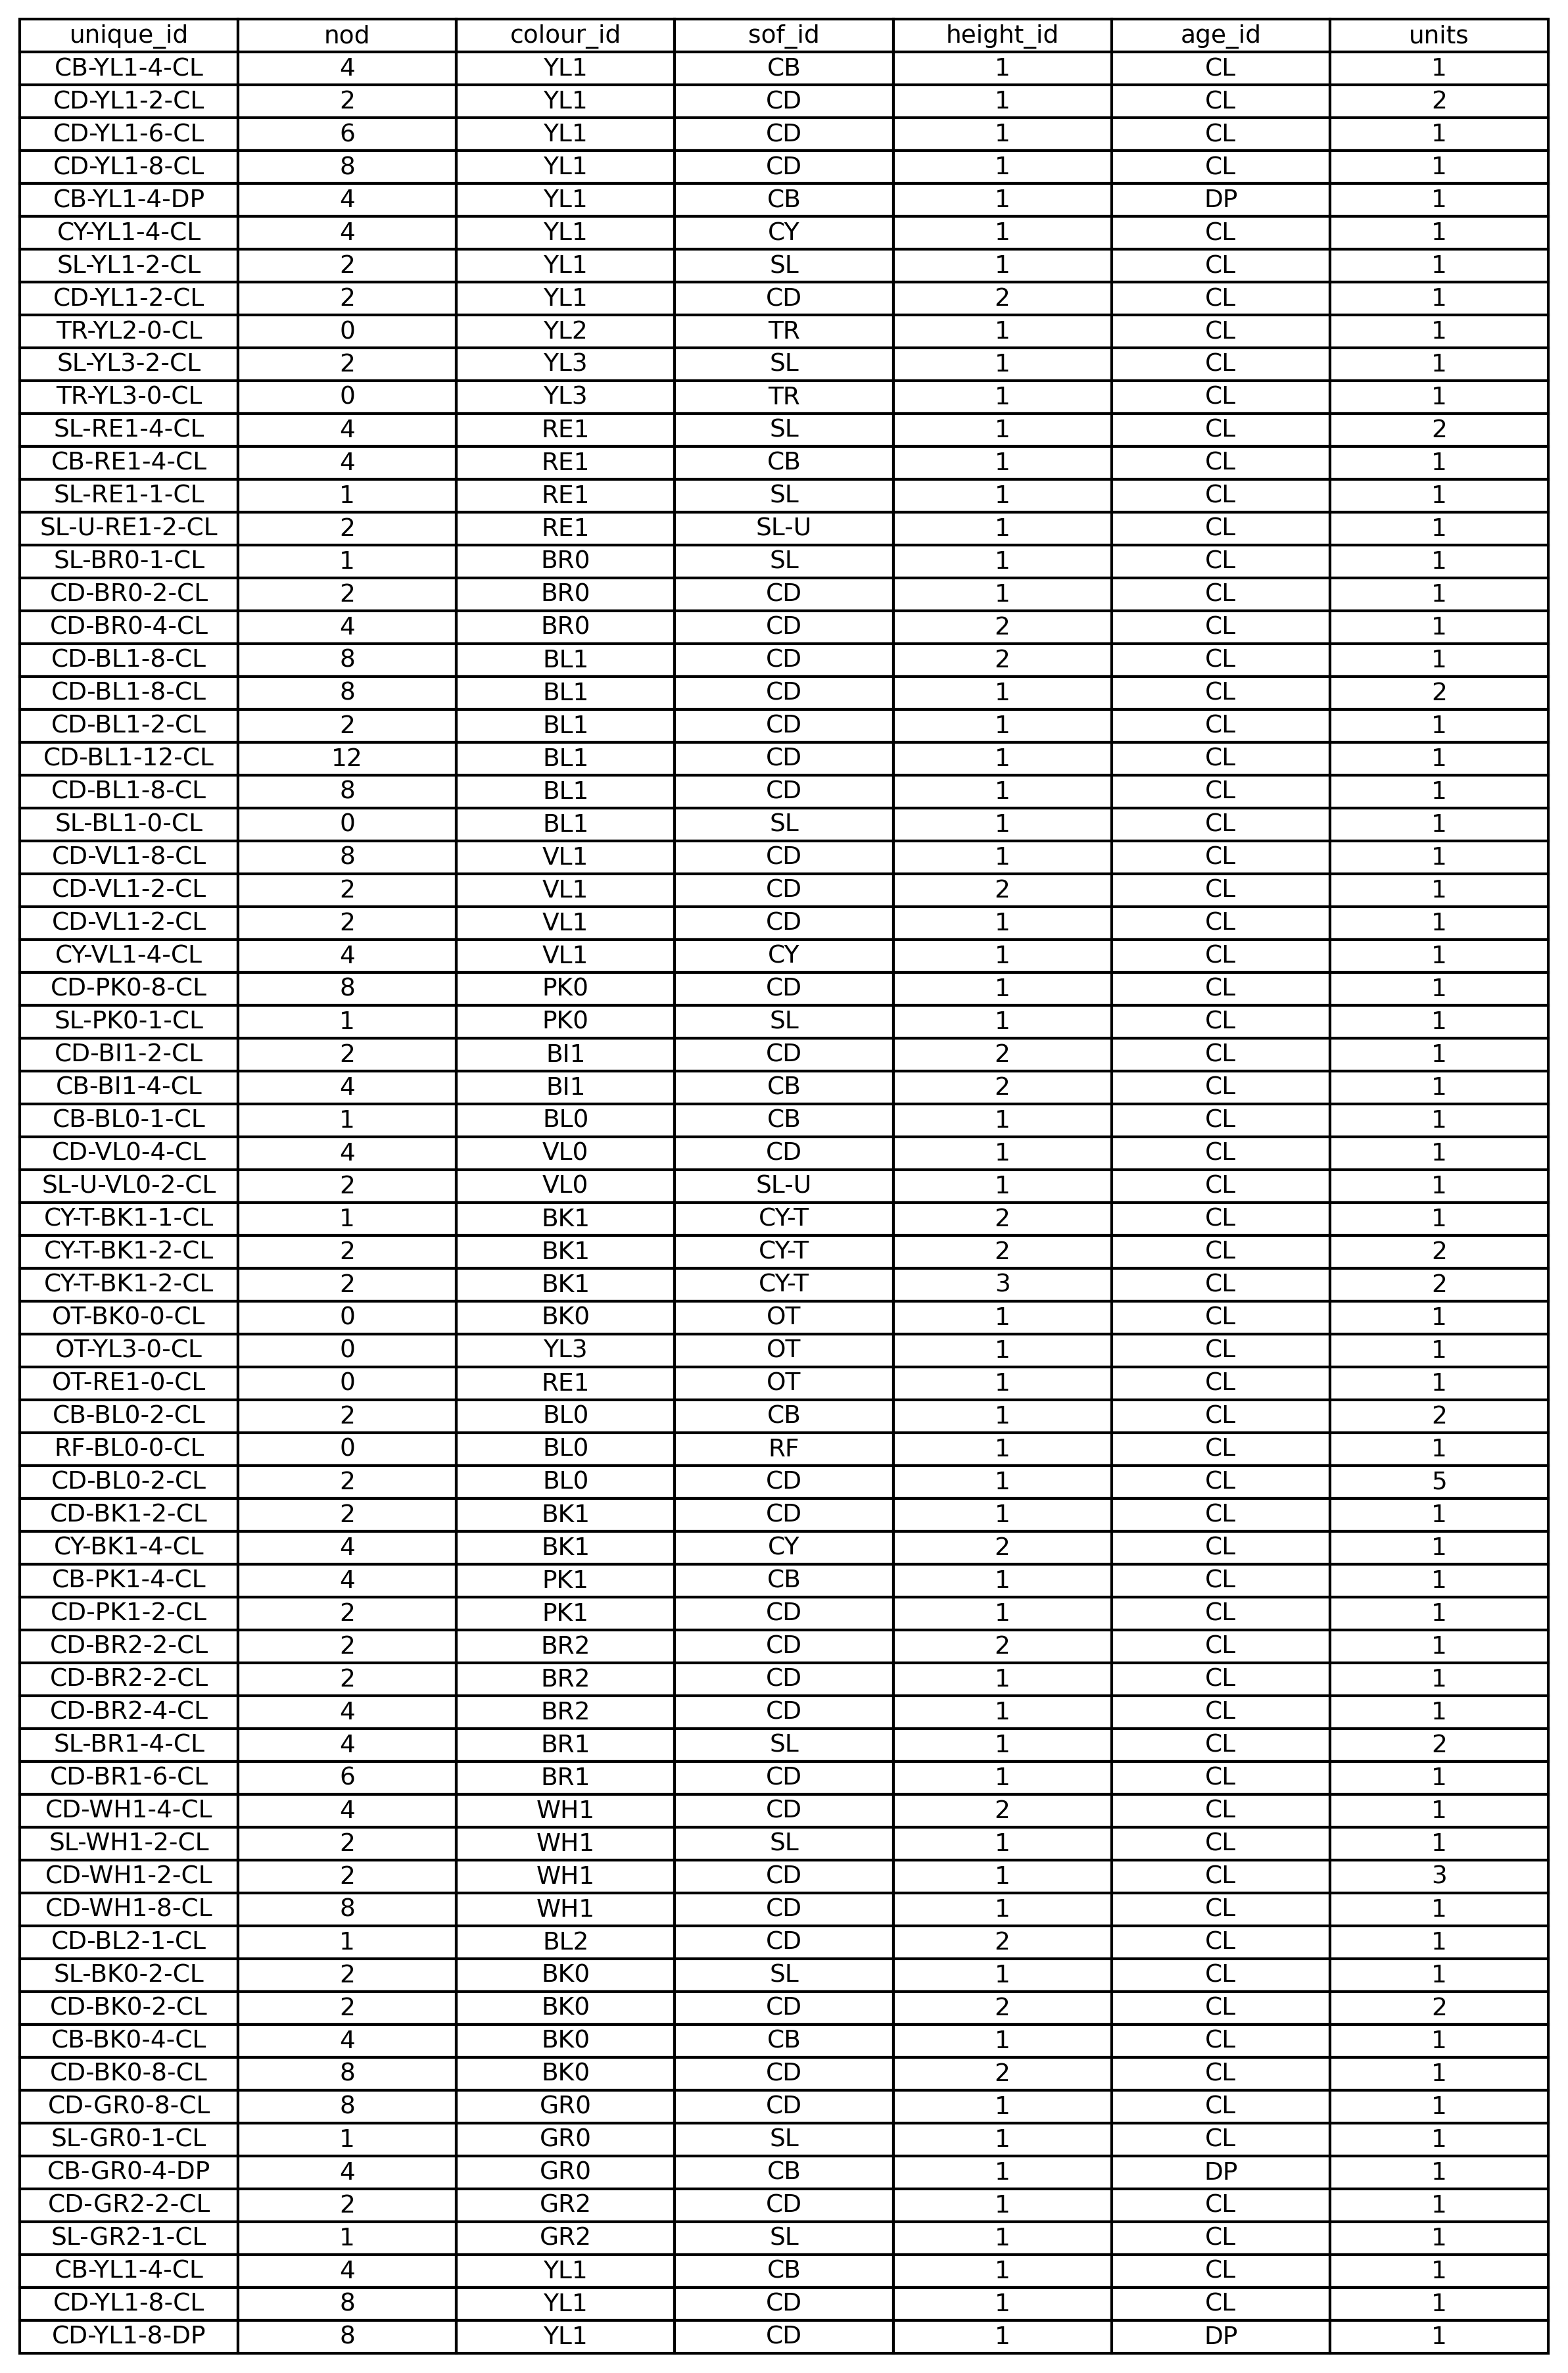 unique_id nod colour_id sof_id height_id age_id units
CB-YL1-4-CL 4 YL1 CB 1 CL 1
CD-YL1-2-CL 2 YL1 CD 1 CL 2
CD-YL1-6-CL 6 YL1 CD 1 CL 1
CD-YL1-8-CL 8 YL1 CD 1 CL 1
CB-YL1-4-DP 4 YL1 CB 1 DP 1
CY-YL1-4-CL 4 YL1 CY 1 CL 1
SL-YL1-2-CL 2 YL1 SL 1 CL 1
CD-YL1-2-CL 2 YL1 CD 2 CL 1
TR-YL2-0-CL 0 YL2 TR 1 CL 1
SL-YL3-2-CL 2 YL3 SL 1 CL 1
TR-YL3-0-CL 0 YL3 TR 1 CL 1
SL-RE1-4-CL 4 RE1 SL 1 CL 2
CB-RE1-4-CL 4 RE1 CB 1 CL 1
SL-RE1-1-CL 1 RE1 SL 1 CL 1
SL-U-RE1-2-CL 2 RE1 SL-U 1 CL 1
SL-BR0-1-CL 1 BR0 SL 1 CL 1
CD-BR0-2-CL 2 BR0 CD 1 CL 1
CD-BR0-4-CL 4 BR0 CD 2 CL 1
CD-BL1-8-CL 8 BL1 CD 2 CL 1
CD-BL1-8-CL 8 BL1 CD 1 CL 2
CD-BL1-2-CL 2 BL1 CD 1 CL 1
CD-BL1-12-CL 12 BL1 CD 1 CL 1
CD-BL1-8-CL 8 BL1 CD 1 CL 1
SL-BL1-0-CL 0 BL1 SL 1 CL 1
CD-VL1-8-CL 8 VL1 CD 1 CL 1
CD-VL1-2-CL 2 VL1 CD 2 CL 1
CD-VL1-2-CL 2 VL1 CD 1 CL 1
CY-VL1-4-CL 4 VL1 CY 1 CL 1
CD-PK0-8-CL 8 PK0 CD 1 CL 1
SL-PK0-1-CL 1 PK0 SL 1 CL 1
CD-BI1-2-CL 2 BI1 CD 2 CL 1
CB-BI1-4-CL 4 BI1 CB 2 CL 1
CB-BL0-1-CL 1 BL0 CB 1 CL 1
CD-VL0-4-CL 4 VL0 CD 1 CL 1
SL-U-VL0-2-CL 2 VL0 SL-U 1 CL 1
CY-T-BK1-1-CL 1 BK1 CY-T 2 CL 1
CY-T-BK1-2-CL 2 BK1 CY-T 2 CL 2
CY-T-BK1-2-CL 2 BK1 CY-T 3 CL 2
OT-BK0-0-CL 0 BK0 OT 1 CL 1
OT-YL3-0-CL 0 YL3 OT 1 CL 1
OT-RE1-0-CL 0 RE1 OT 1 CL 1
CB-BL0-2-CL 2 BL0 CB 1 CL 2
RF-BL0-0-CL 0 BL0 RF 1 CL 1
CD-BL0-2-CL 2 BL0 CD 1 CL 5
CD-BK1-2-CL 2 BK1 CD 1 CL 1
CY-BK1-4-CL 4 BK1 CY 2 CL 1
CB-PK1-4-CL 4 PK1 CB 1 CL 1
CD-PK1-2-CL 2 PK1 CD 1 CL 1
CD-BR2-2-CL 2 BR2 CD 2 CL 1
CD-BR2-2-CL 2 BR2 CD 1 CL 1
CD-BR2-4-CL 4 BR2 CD 1 CL 1
SL-BR1-4-CL 4 BR1 SL 1 CL 2
CD-BR1-6-CL 6 BR1 CD 1 CL 1
CD-WH1-4-CL 4 WH1 CD 2 CL 1
SL-WH1-2-CL 2 WH1 SL 1 CL 1
CD-WH1-2-CL 2 WH1 CD 1 CL 3
CD-WH1-8-CL 8 WH1 CD 1 CL 1
CD-BL2-1-CL 1 BL2 CD 2 CL 1
SL-BK0-2-CL 2 BK0 SL 1 CL 1
CD-BK0-2-CL 2 BK0 CD 2 CL 2
CB-BK0-4-CL 4 BK0 CB 1 CL 1
CD-BK0-8-CL 8 BK0 CD 2 CL 1
CD-GR0-8-CL 8 GR0 CD 1 CL 1
SL-GR0-1-CL 1 GR0 SL 1 CL 1
CB-GR0-4-DP 4 GR0 CB 1 DP 1
CD-GR2-2-CL 2 GR2 CD 1 CL 1
SL-GR2-1-CL 1 GR2 SL 1 CL 1
CB-YL1-4-CL 4 YL1 CB 1 CL 1
CD-YL1-8-CL 8 YL1 CD 1 CL 1
CD-YL1-8-DP 8 YL1 CD 1 DP 1